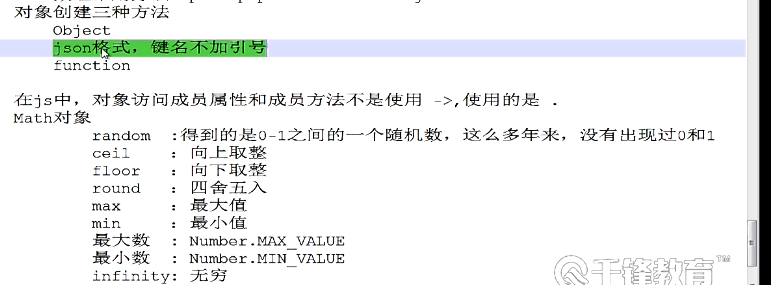 对象创建三种方法
Object
json格式，键名不加引号
function
在js中，对象访问成员属性和成员方法不是使用 ->,使用的是 .
Math对象
random :得到的是0-1之间的一个随机数，这么多年来，没有出现过0和1
ceil : 向上取整
floor : 向下取整
round : 四舍五入
max : 最大值
min : 最小值
最大数 : Number.MAX_VALUE
最小数 : Number.MIN_VALUE
infinity: 无穷
千锋教育™